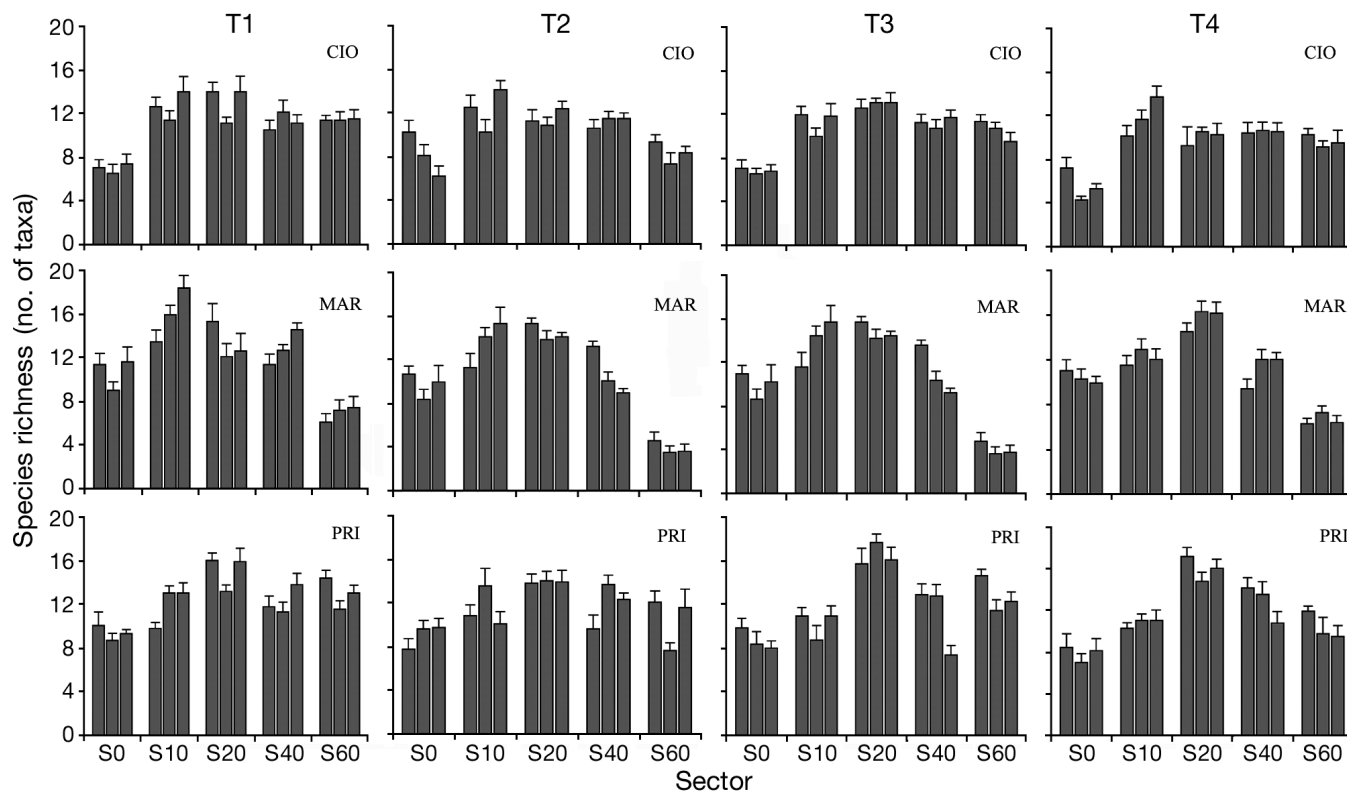 T1 T2 T3 T4
20 CIO CIO CIO CIO
16
12
8
4
0
20
16 MAR MAR MAR MAR
12
8
4
0
20 PRI PRI PRI PRI
16
12
8
4
0
Species richness (no. of taxa)
S0 S10 S20 S40 S60 S0 S10 S20 S40 S60 S0 S10 S20 S40 S60 S0 S10 S20 S40 S60
Sector